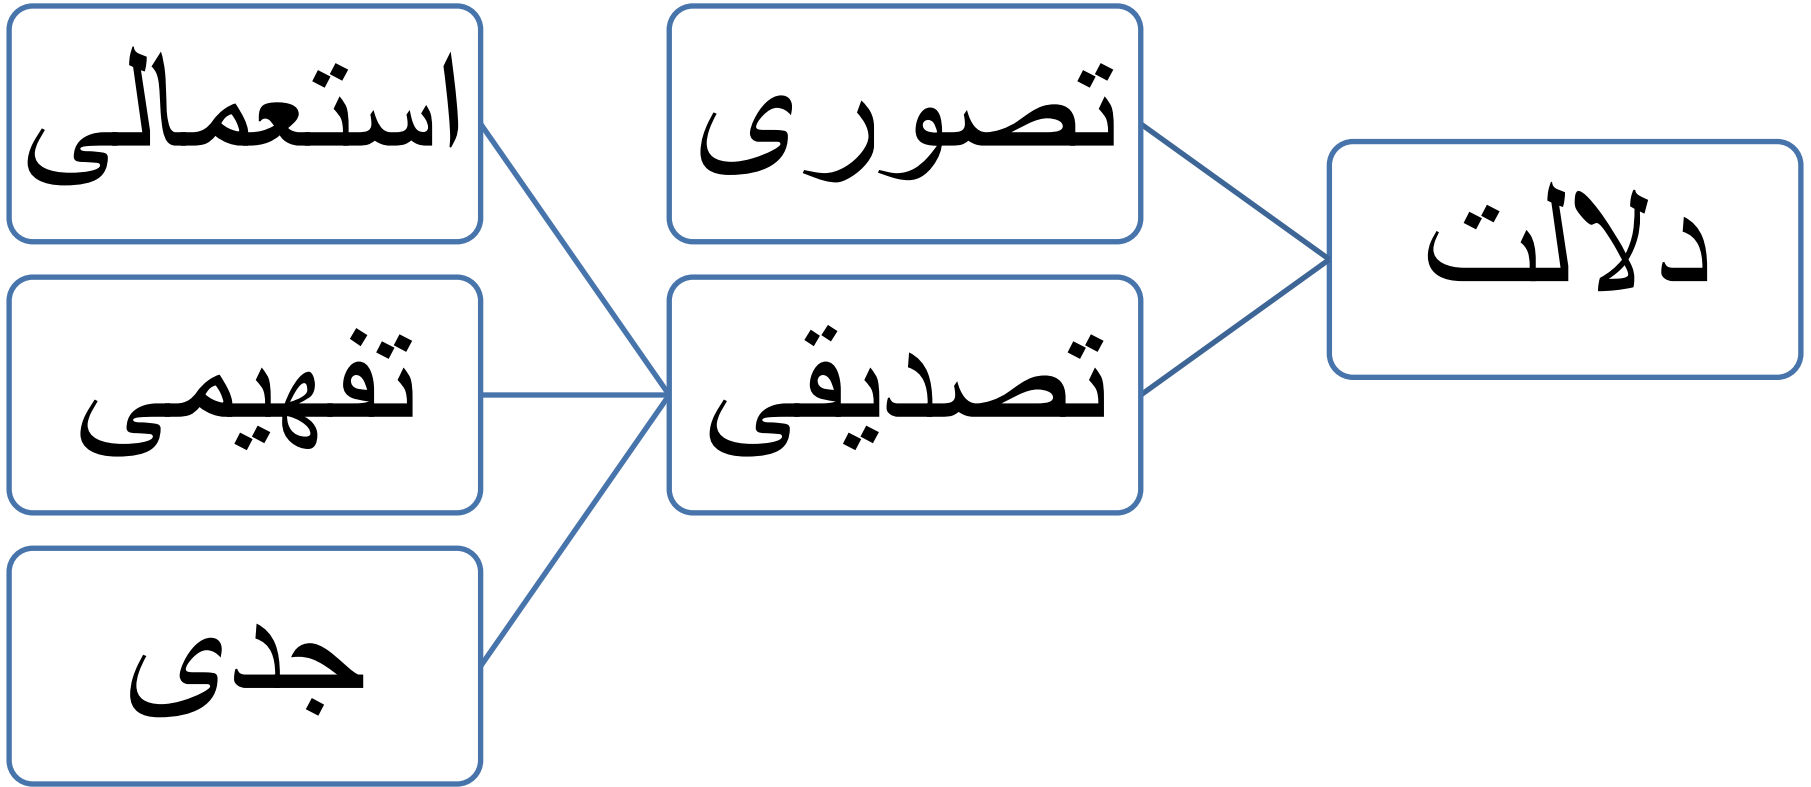 دلالت
تصوری
تصدیقی
استعمالی
تفهیمی
جدی